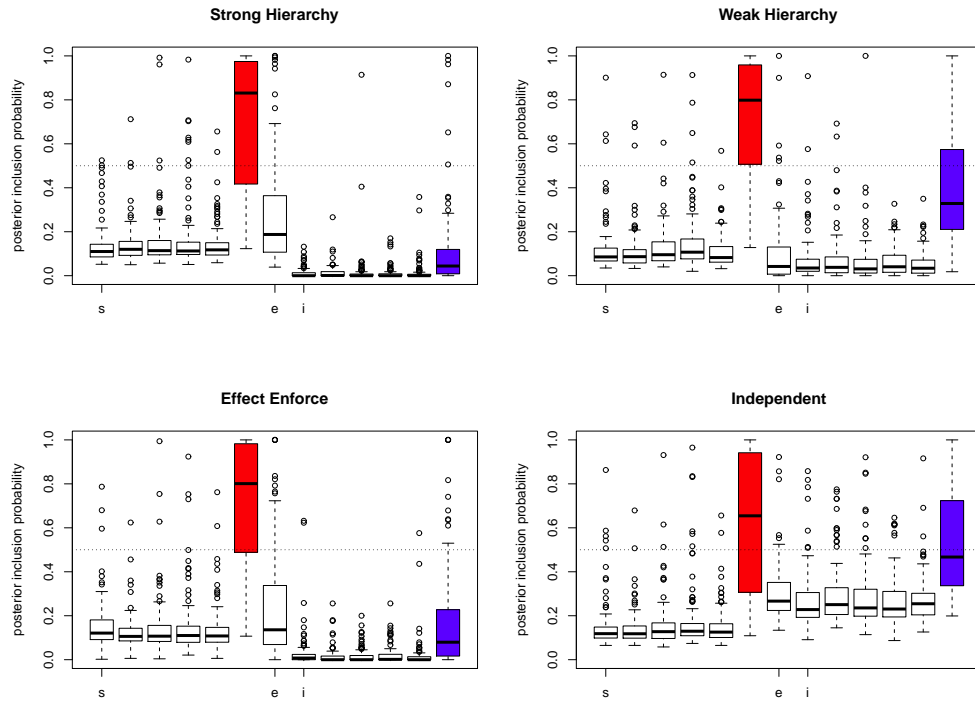 Strong Hierarchy
posterior inclusion probability
0.0 0.2 0.4 0.6 0.8 1.0
s e i
Weak Hierarchy
posterior inclusion probability
0.0 0.2 0.4 0.6 0.8 1.0
s e i
Effect Enforce
posterior inclusion probability
0.0 0.2 0.4 0.6 0.8 1.0
s e i
Independent
posterior inclusion probability
0.0 0.2 0.4 0.6 0.8 1.0
s e i